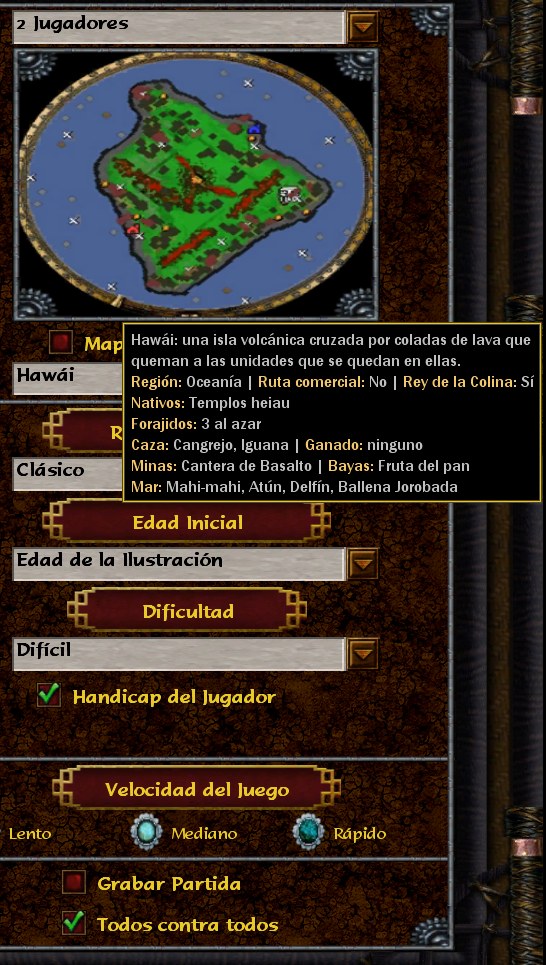 2 Jugadores
Map
Hawái: una isla volcánica cruzada por coladas de lava que
queman a las unidades que se quedan en ellas.
Región: Oceanía | Ruta comercial: No | Rey de la Colina: Sí
Nativos: Templos heiau
Forajidos: 3 al azar
Caza: Cangrejo, Iguana | Ganado: ninguno
Minas: Cantera de Basalto | Bayas: Fruta del pan
Mar: Mahi-mahi, Atún, Delfín, Ballena Jorobada
Hawái
R
Clásico
Edad Inicial
Edad de la Ilustración
Dificultad
Difícil
Handicap del Jugador
Velocidad del Juego
Lento Mediano Rápido
Grabar Partida
Todos contra todos